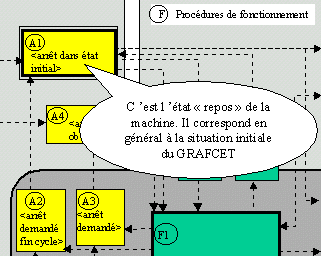 F Procédures de fonctionnement
A1
<arrêt dans état
initial>
C 'est l 'état « repos » de la
machine. Il correspond en
général à la situation initiale
du GRAFCET
A4
ob
A2
<arrêt
demandé
fin cycle>
A3
<arrêt
demandé>
F1